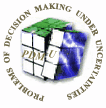 PROBLEMS OF DECISION MAKING UNDER UNCERTAINTIES
PDMU